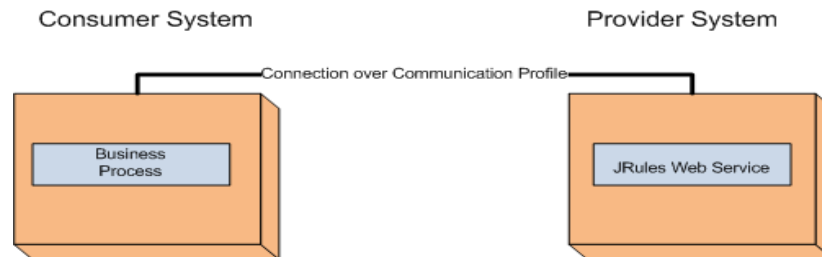 Consumer System
Provider System
Connection over Communication Profile
Business
Process
JRules Web Service